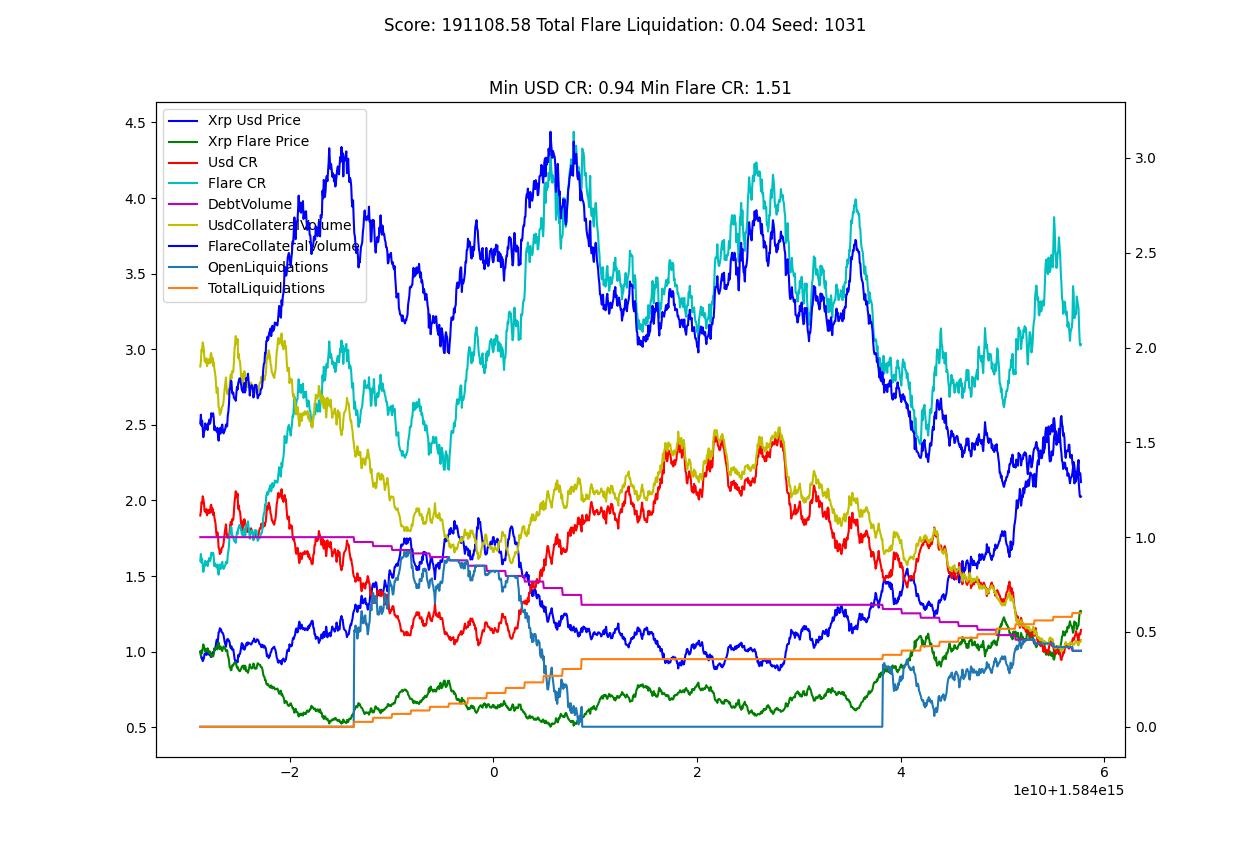 Score: 191108.58 Total Flare Liquidation: 0.04 Seed: 1031
Min USD CR: 0.94 Min Flare CR: 1.51
Xrp Usd Price
Xrp Flare Price
Usd CR
Flare CR
DebtVolume
UsdCollateralVolume
FlareCollateralVolume
OpenLiquidations
TotalLiquidations
4.5
4.0
3.5
3.0
2.5
2.0
1.5
1.0
0.5
3.0
2.5
2.0
1.5
1.0
0.5
0.0
−2
0
2
4
6
1e10+1.584e15